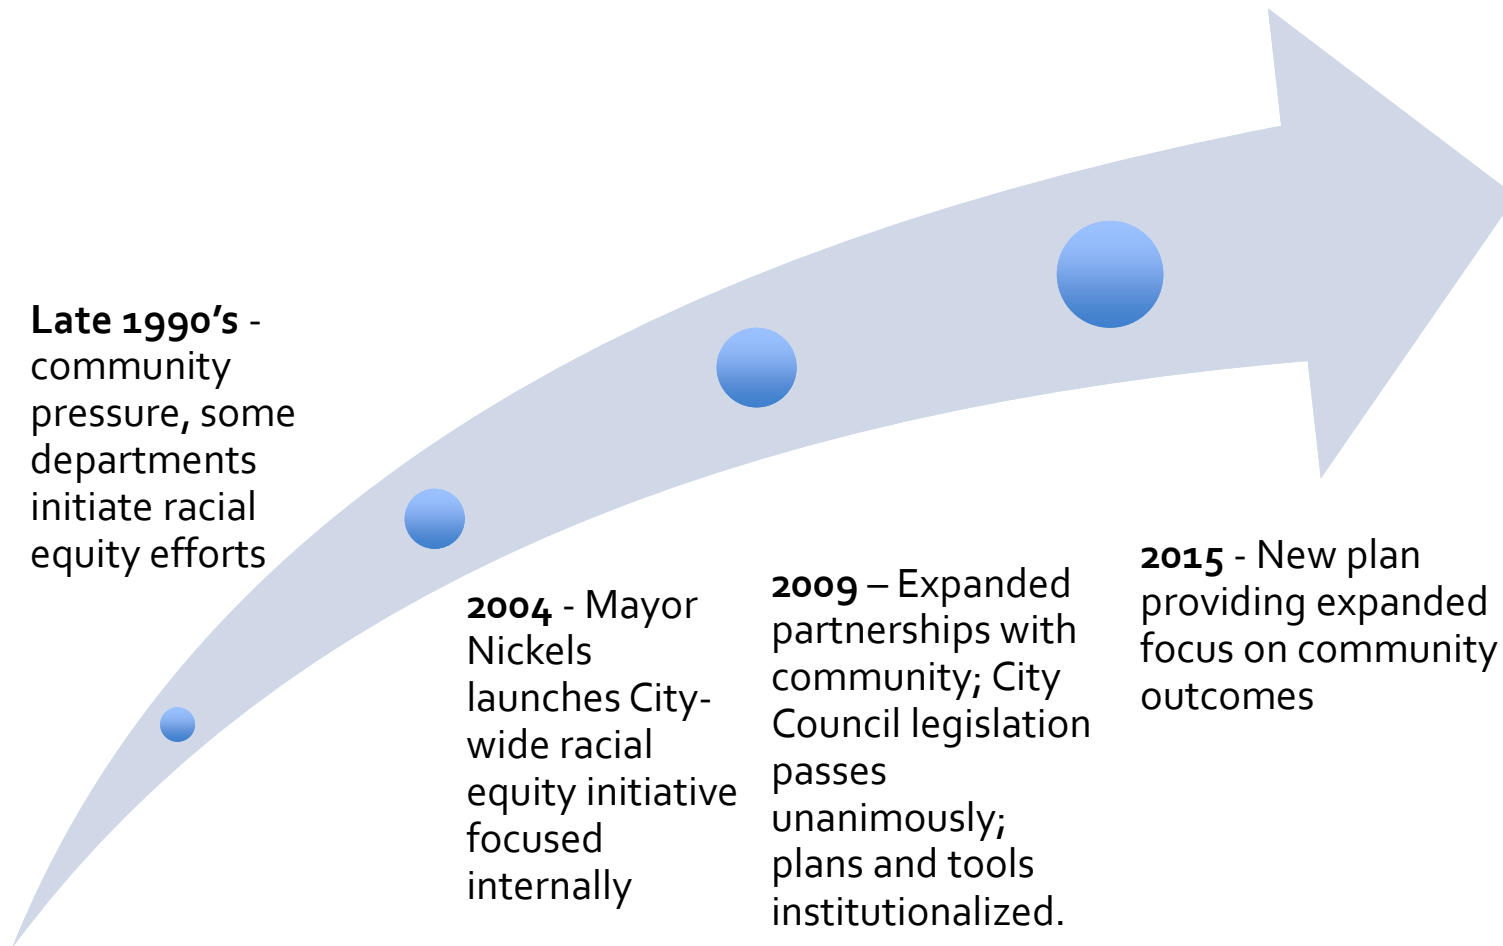 Late 1990's -
community
pressure, some
departments
initiate racial
equity efforts
2004 - Mayor
Nickels
launches City-
wide racial
equity initiative
focused
internally
2009 – Expanded
partnerships with
community; City
Council legislation
passes
unanimously;
plans and tools
institutionalized.
2015 - New plan
providing expanded
focus on community
outcomes